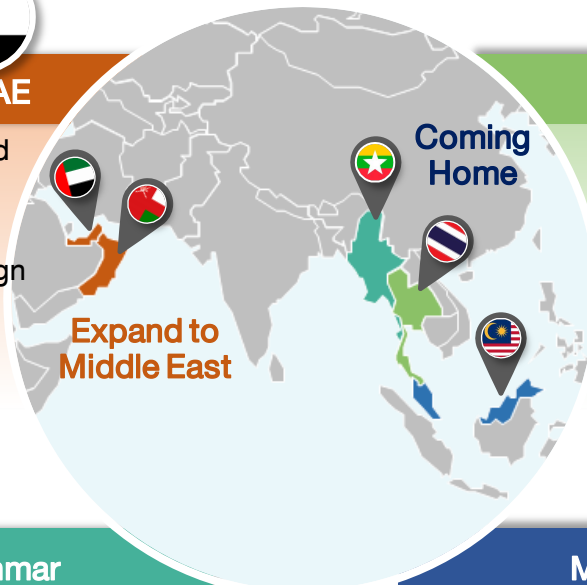 AE
d
Coming
Home
gn
Expand to
Middle East
nmar
M